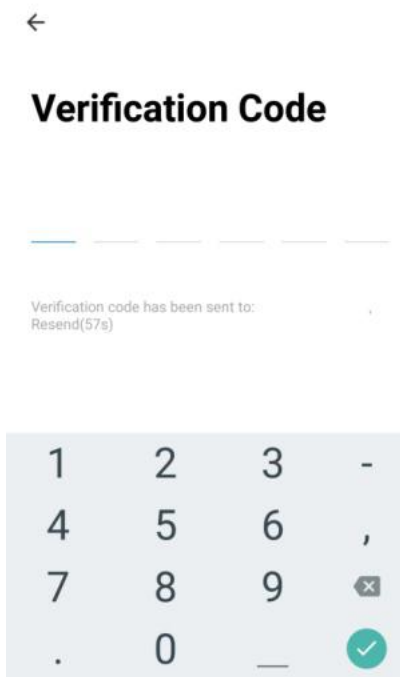 Verification Code
Verification code has been sent to:
Resend(57s)
1 2 3 -
4 5 6 ,
7 8 9
. 0 _